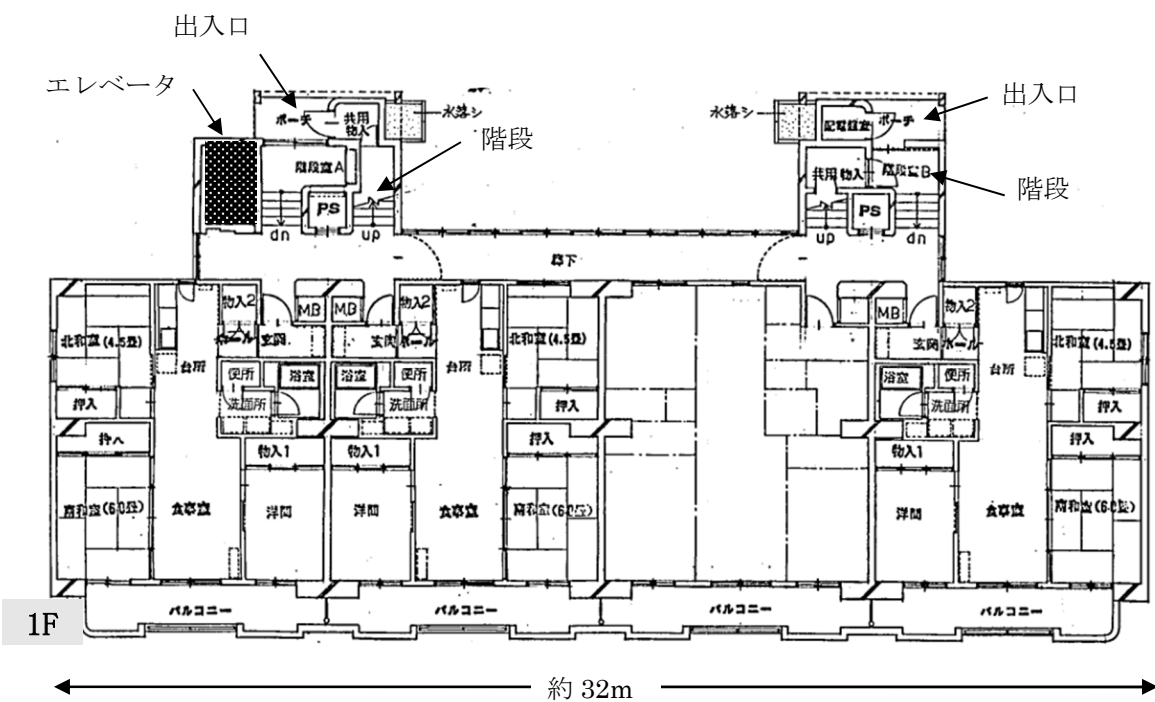 出入口
エレベータ
出入口
水落シ
水落シ
ポーチ
共用
物入
配電盤室
ポーチ
階段
階段室A
共用物入
階段室B
階段
PS
PS
dn
up
up
dn
廊下
物入2
MB
MB
物入2
MB
物入2
北和室(4.5畳)
ホール
玄関
玄関
ホール
北和室(4.5畳)
玄関
ホール
北和室(4.5畳)
台所
台所
台所
便所
浴室
浴室
便所
浴室
便所
押入
洗面所
洗面所
押入
洗面所
押入
押入
押入
押入
物入1
物入1
物入1
南和室(6.0畳)
食事室
洋間
洋間
食事室
南和室(6.0畳)
洋間
食事室
南和室(6.0畳)
バルコニー
バルコニー
バルコニー
バルコニー
1F
約 32m